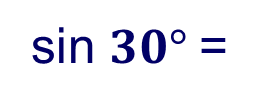 sin 30° =